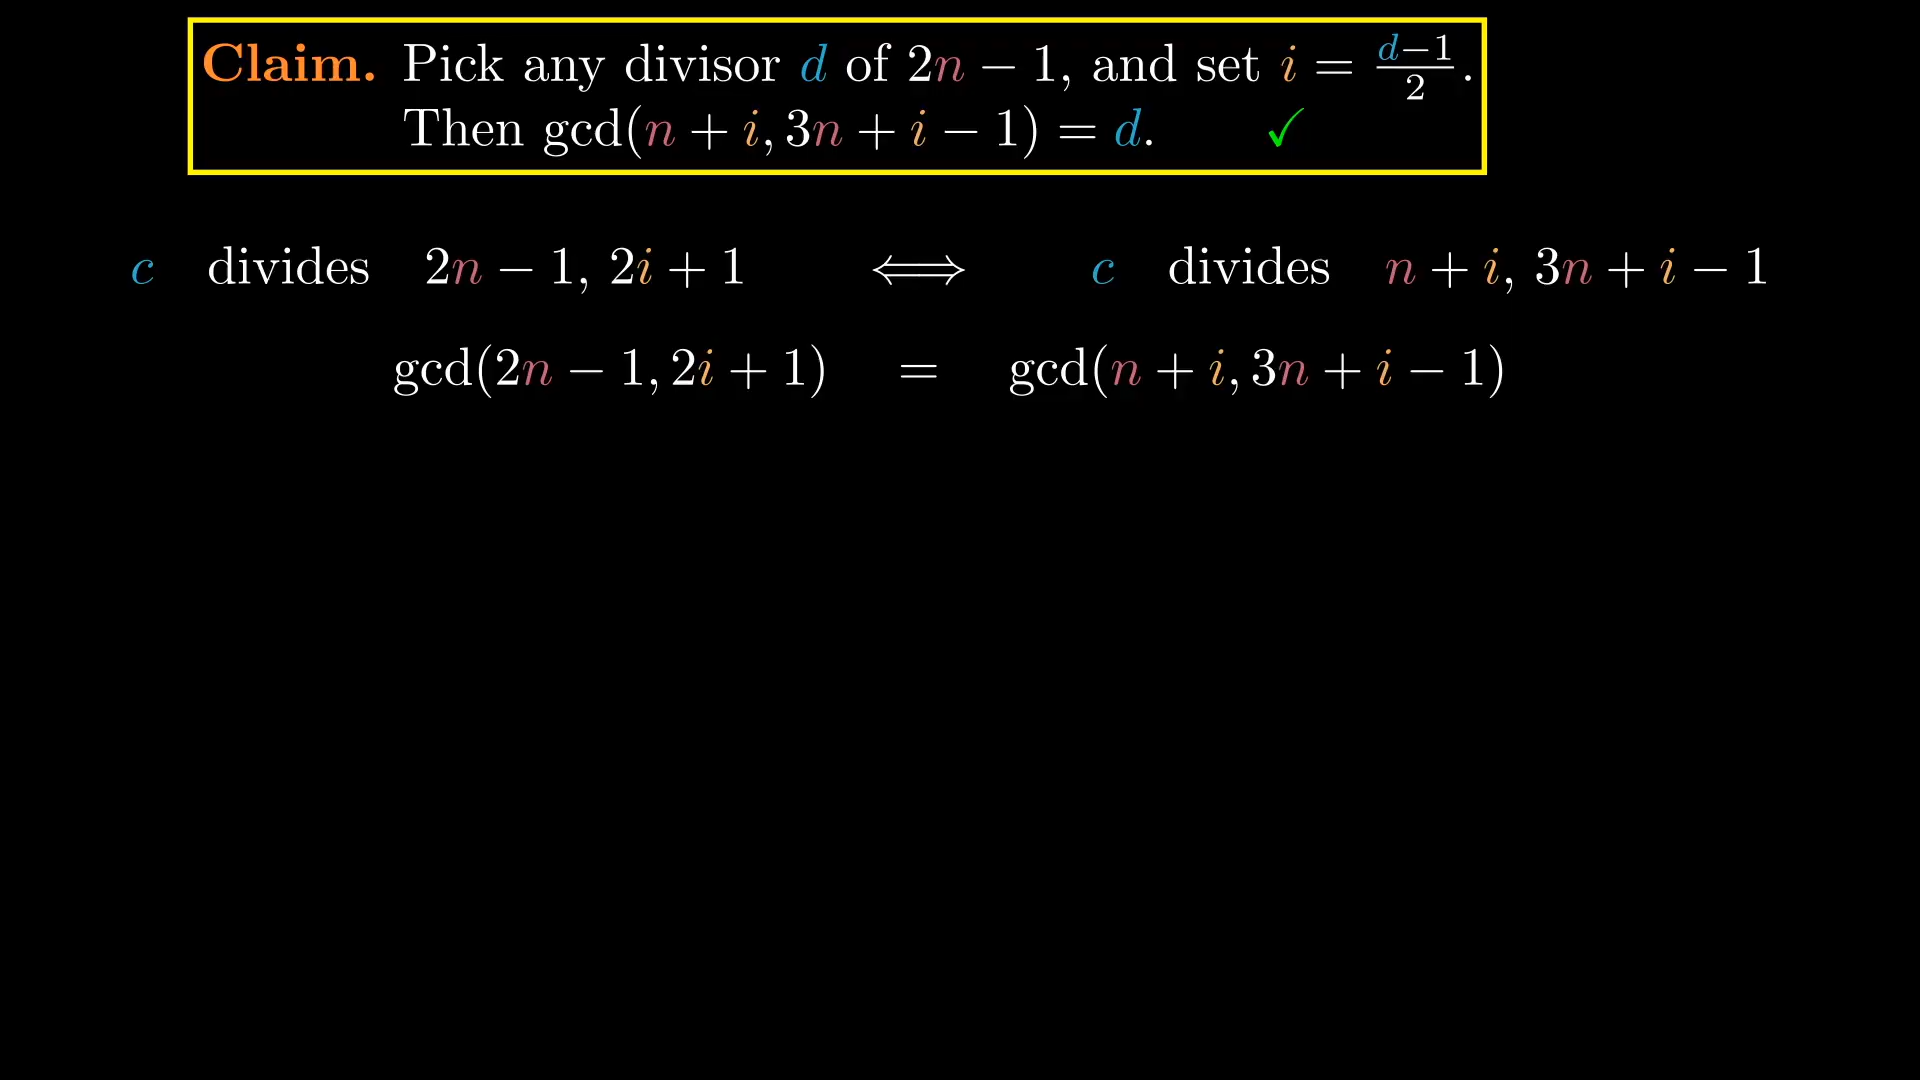 Claim. Pick any divisor d of 2n − 1, and set i = \frac{d−1}{2}.
Then gcd(n + i, 3n + i − 1) = d. ✓
c divides 2n − 1, 2i + 1 ⟺ c divides n + i, 3n + i − 1
gcd(2n − 1, 2i + 1) = gcd(n + i, 3n + i − 1)